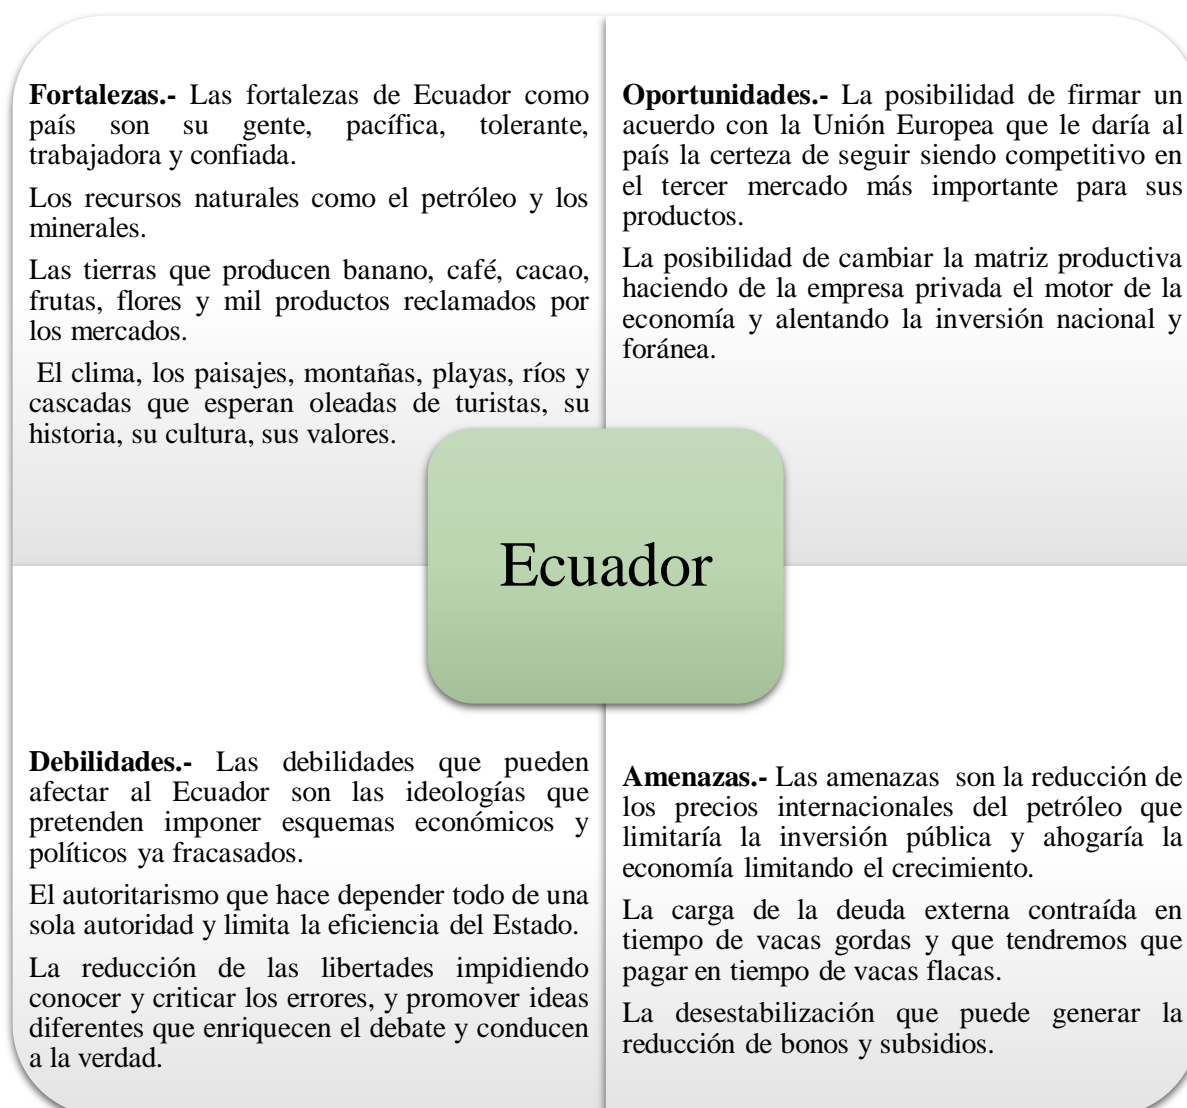 Fortalezas.- Las fortalezas de Ecuador como
país son su gente, pacífica, tolerante,
trabajadora y confiada.
Los recursos naturales como el petróleo y los
minerales.
Las tierras que producen banano, café, cacao,
frutas, flores y mil productos reclamados por
los mercados.
El clima, los paisajes, montañas, playas, ríos y
cascadas que esperan oleadas de turistas, su
historia, su cultura, sus valores.
Oportunidades.- La posibilidad de firmar un
acuerdo con la Unión Europea que le daría al
país la certeza de seguir siendo competitivo en
el tercer mercado más importante para sus
productos.
La posibilidad de cambiar la matriz productiva
haciendo de la empresa privada el motor de la
economía y alentando la inversión nacional y
foránea.
Ecuador
Debilidades.- Las debilidades que pueden
afectar al Ecuador son las ideologías que
pretenden imponer esquemas económicos y
políticos ya fracasados.
El autoritarismo que hace depender todo de una
sola autoridad y limita la eficiencia del Estado.
La reducción de las libertades impidiendo
conocer y criticar los errores, y promover ideas
diferentes que enriquecen el debate y conducen
a la verdad.
Amenazas.- Las amenazas son la reducción de
los precios internacionales del petróleo que
limitaría la inversión pública y ahogaría la
economía limitando el crecimiento.
La carga de la deuda externa contraída en
tiempo de vacas gordas y que tendremos que
pagar en tiempo de vacas flacas.
La desestabilización que puede generar la
reducción de bonos y subsidios.